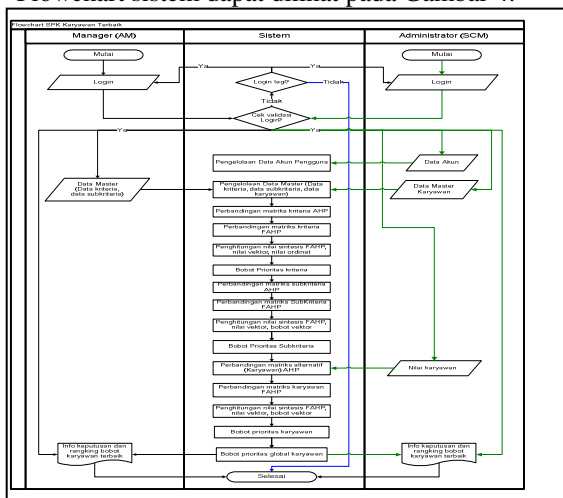 Flowchart sistem dapat dilihat pada Gambar 4.
Flowchart SPK Karyawan Terbaik
Manager (AM)
Sistem
Administrator (SCM)
Mulai
Mulai
Ya
Ya
Login
Login lagi?
Tidak
Login
Tidak
Cek validasi
Login?
Ya
Ya
Pengelolaan Data Akun Pengguna
Data Akun
Data Master
(Data kriteria,
data subkriteria)
Pengelolaan Data Master (Data
kriteria, data subkriteria, data
karyawan)
Data Master
Karyawan
Perbandingan matriks kriteria AHP
Perbandingan matriks kriteria
FAHP
Penghitungan nilai sintesis FAHP,
nilai vektor, nilai ordinat
Bobot Prioritas kriteria
Perbandingan matriks subkriteria
AHP
Perbandingan matriks SubKriteria
FAHP
Penghitungan nilai sintesis FAHP,
nilai vektor, bobot vektor
Bobot Prioritas Subkriteria
Perbandingan matriks alternatif
(Karyawan) AHP
Nilai karyawan
Perbandingan matriks karyawan
FAHP
Penghitungan nilai sintesis FAHP,
nilai vektor, bobot vektor
Bobot prioritas karyawan
Info keputusan dan
rangking bobot
karyawan terbaik
Bobot prioritas global karyawan
Info keputusan dan
rangking bobot
karyawan terbaik
Selesai